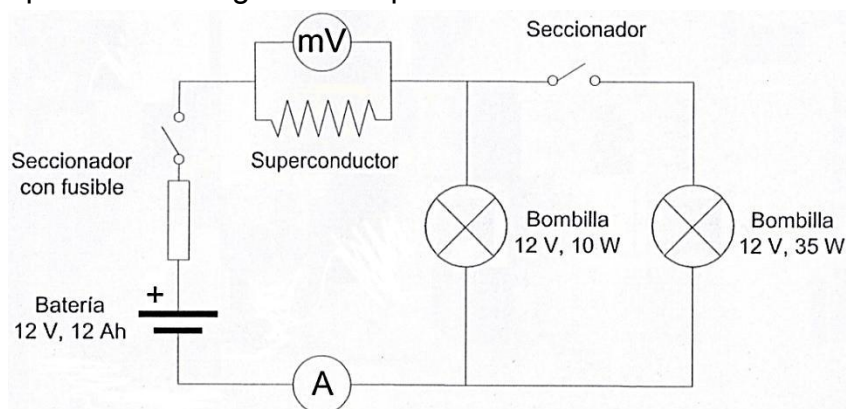 mV
Seccionador
Superconductor
Seccionador
con fusible
Bombilla
12 V, 10 W
Bombilla
12 V, 35 W
+
Batería
12 V, 12 Ah
A